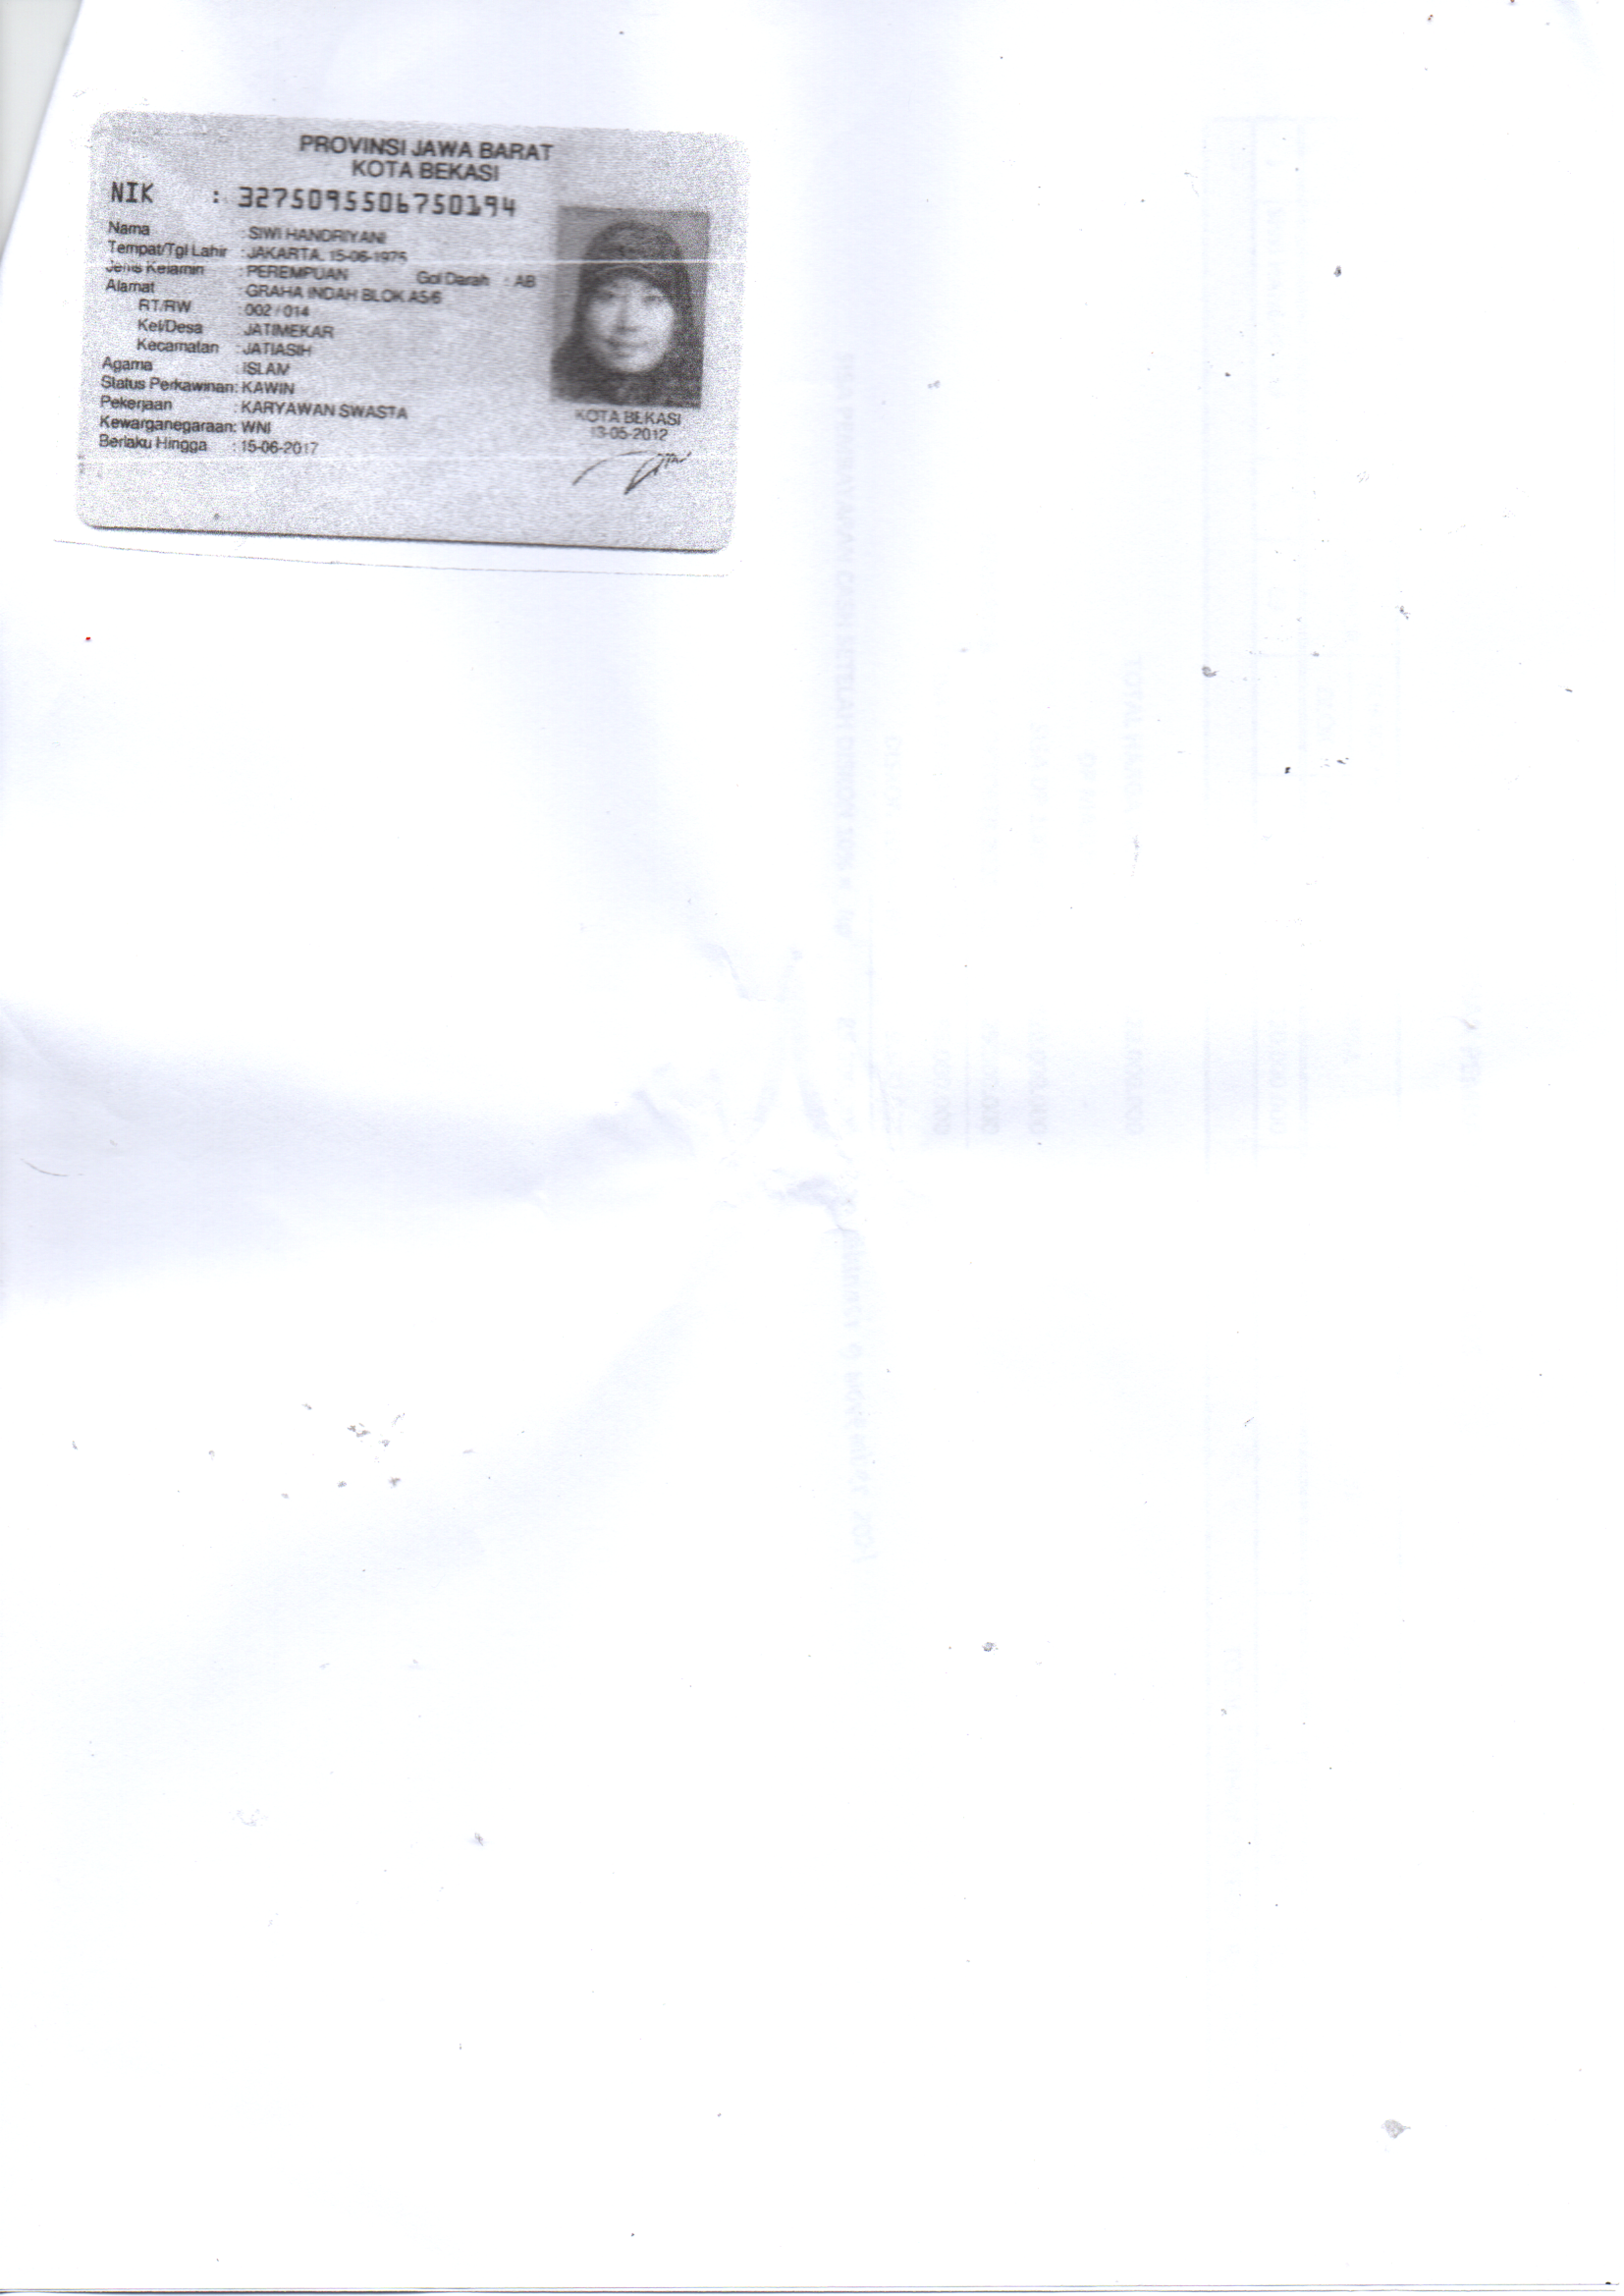 PROVINSI JAWA BARAT
KOTA BEKASI
NIK : 3275095506750194
Nama : SIWI HANDRIYANI
Tempat/Tgl Lahir : JAKARTA, 15-06-1975
Jenis Kelamin : PEREMPUAN Gol Darah : AB
Alamat : GRAHA INDAH BLOK A5/6
RT/RW : 002 / 014
Kel/Desa : JATIMEKAR
Kecamatan : JATIASIH
Agama : ISLAM
Status Perkawinan: KAWIN
Pekerjaan : KARYAWAN SWASTA
Kewarganegaraan: WNI
Berlaku Hingga : 15-06-2017
KOTA BEKASI
13-05-2012